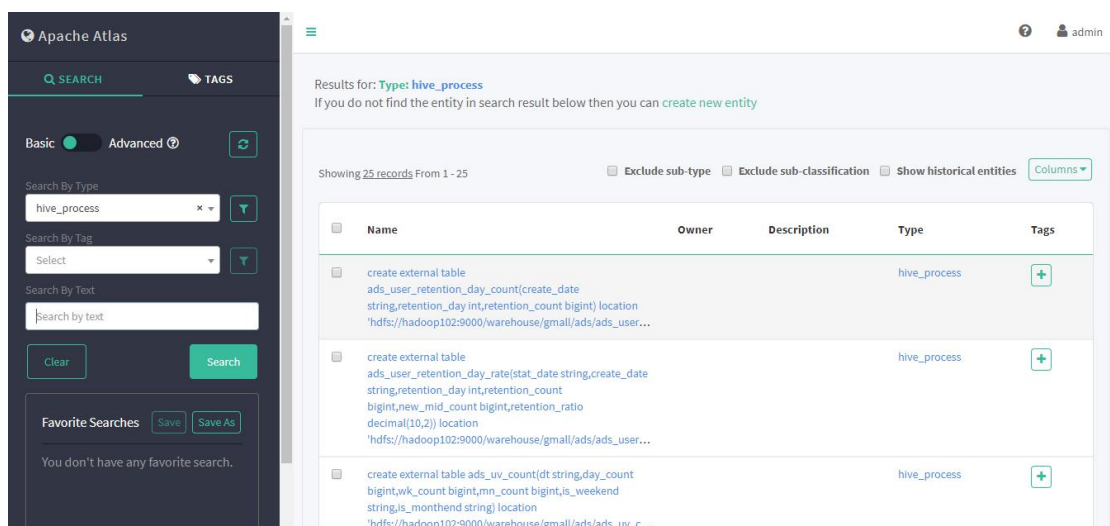 Apache Atlas
admin
SEARCH
TAGS
Results for: Type: hive_process
If you do not find the entity in search result below then you can create new entity
Basic
Advanced
Showing 25 records From 1 - 25
Exclude sub-type
Exclude sub-classification
Show historical entities
Columns
Search By Type
hive_process
Search By Tag
Select
Search By Text
Search by text
Clear
Search
Favorite Searches
Save
Save As
You don't have any favorite search.
Name
Owner
Description
Type
Tags
create external table
ads_user_retention_day_count(create_date
string,retention_day int,retention_count bigint) location
'hdfs://hadoop102:9000/warehouse/gmall/ads/ads_user...
hive_process
create external table
ads_user_retention_day_rate(stat_date string,create_date
string,retention_day int,retention_count
bigint,new_mid_count bigint,retention_ratio
decimal(10,2)) location
'hdfs://hadoop102:9000/warehouse/gmall/ads/ads_user...
hive_process
create external table ads_uv_count(dt string,day_count
bigint,wk_count bigint,mn_count bigint,is_weekend
string,is_monthend string) location
'hdfs://hadoop102:9000/warehouse/gmall/ads/ads_uv_c...
hive_process